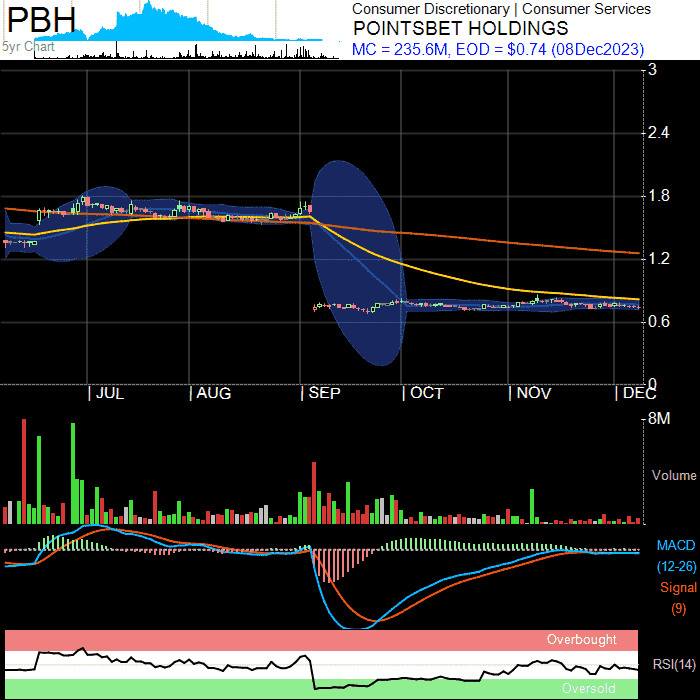 PBH
5yr Chart
Consumer Discretionary | Consumer Services
POINTSBET HOLDINGS
MC = 235.6M, EOD = $0.74 (08Dec2023)
3
2.4
1.8
1.2
0.6
0
| JUL | AUG | SEP | OCT | NOV | DEC
8M
Volume
MACD
(12-26)
Signal
(9)
Overbought
RSI(14)
Oversold